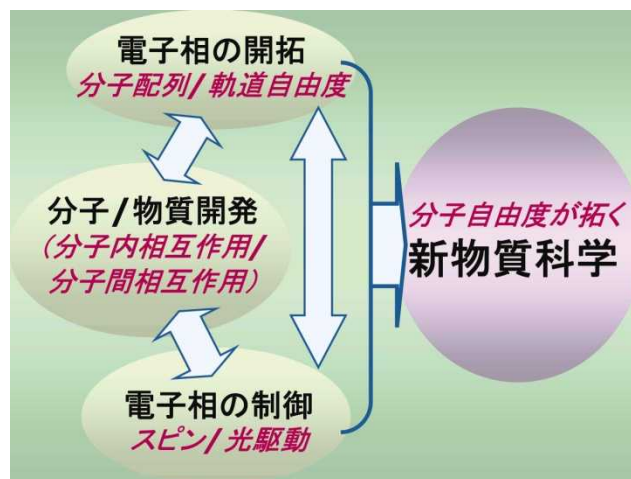 電子相の開拓
分子配列/軌道自由度
分子/物質開発
(分子内相互作用/
分子間相互作用)
電子相の制御
スピン/光駆動
分子自由度が拓く
新物質科学